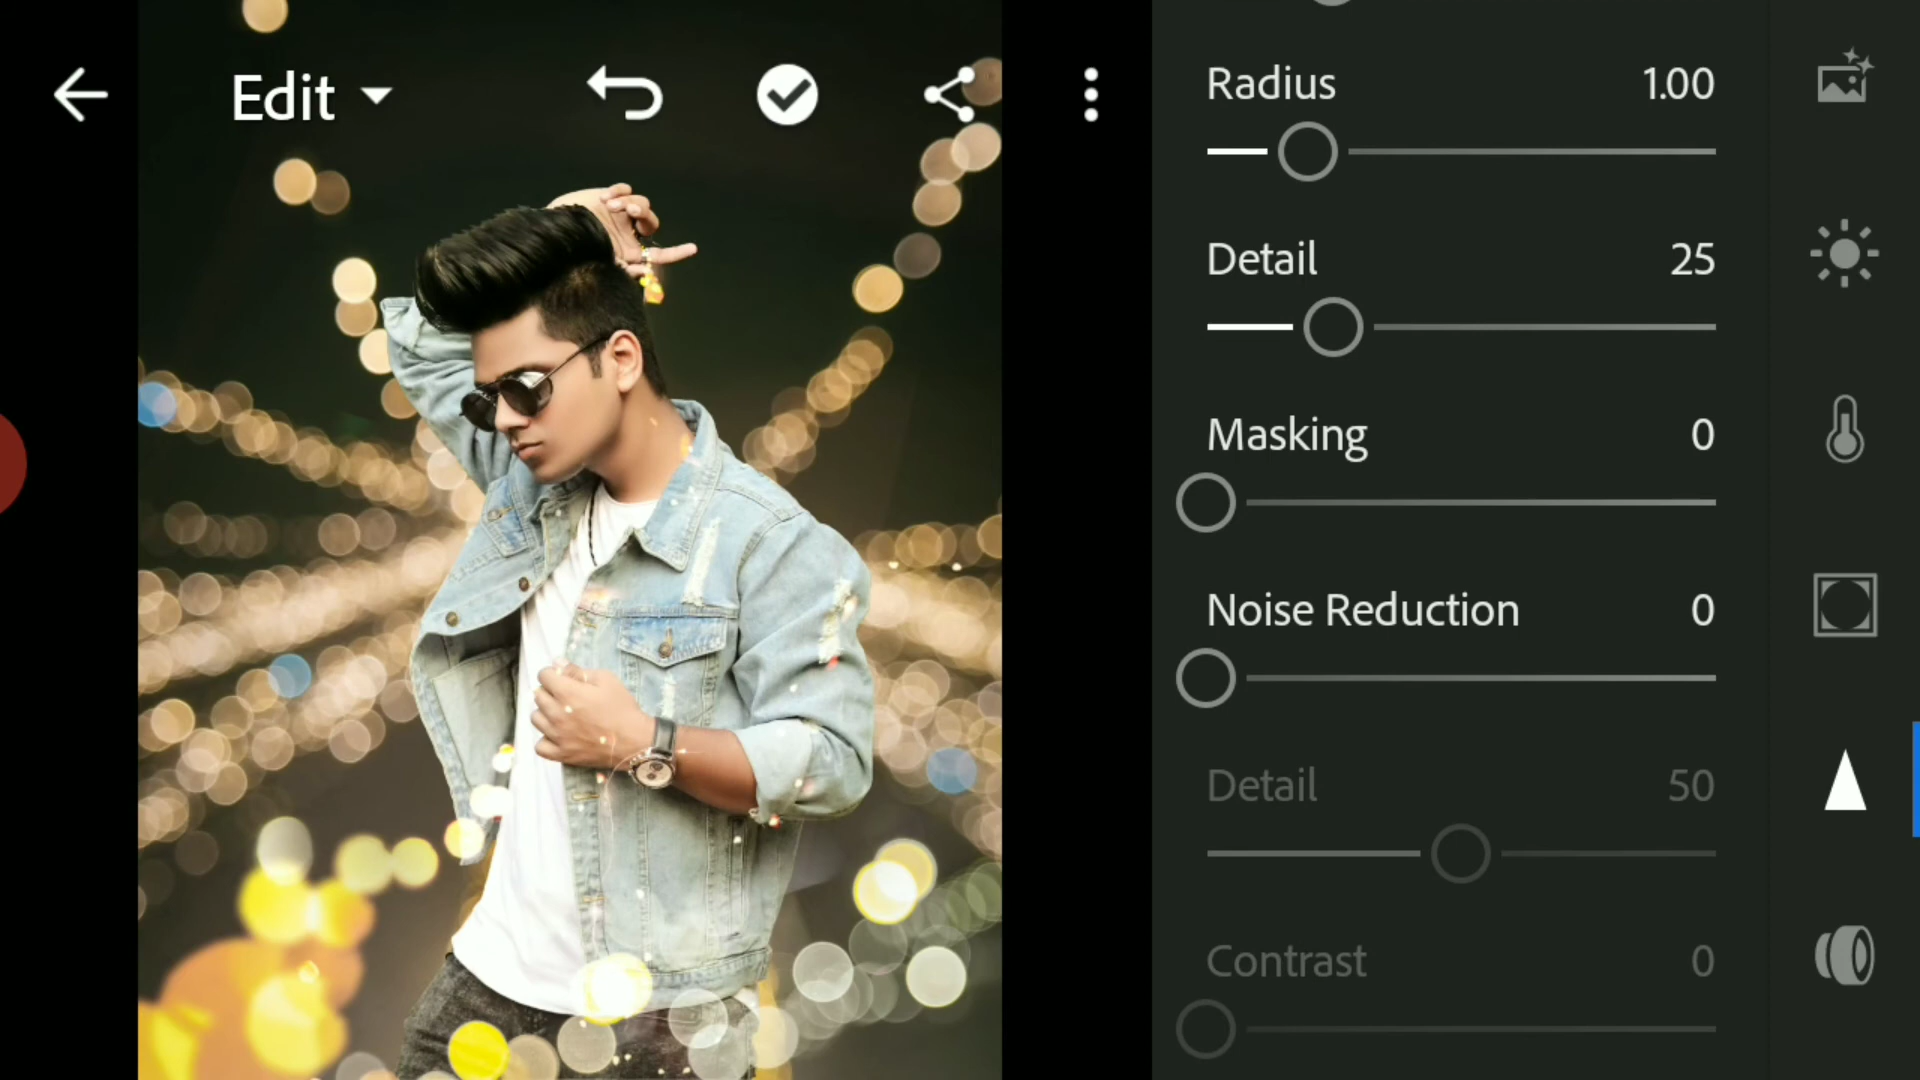 Edit
Radius 1.00
Detail 25
Masking 0
Noise Reduction 0
Detail 50
Contrast 0